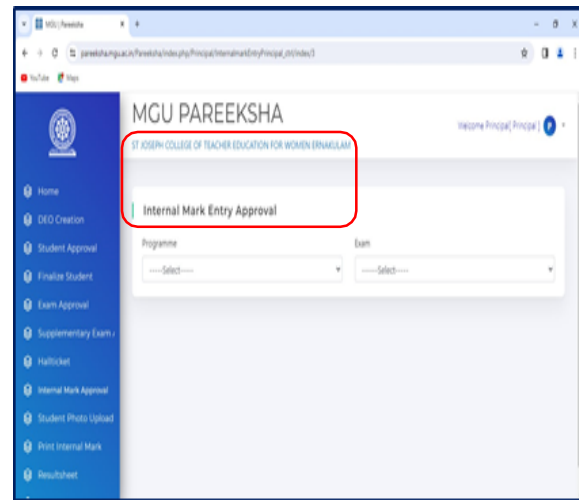 MGU | Pareeksha
pareeksha.mgu.ac.in/Pareeksha/index.php/Principal/InternalmarkEntryPrincipal_ctrl/index/3
YouTube Maps
MGU PAREEKSHA
Welcome Principal[ Principal ] P
ST JOSEPH COLLEGE OF TEACHER EDUCATION FOR WOMEN ERNAKULAM
Home
DEO Creation
Student Approval
Finalize Student
Exam Approval
Supplementary Exam
Hallticket
Internal Mark Approval
Student Photo Upload
Print Internal Mark
Resultsheet
Internal Mark Entry Approval
Programme Exam
-----Select----- -----Select-----